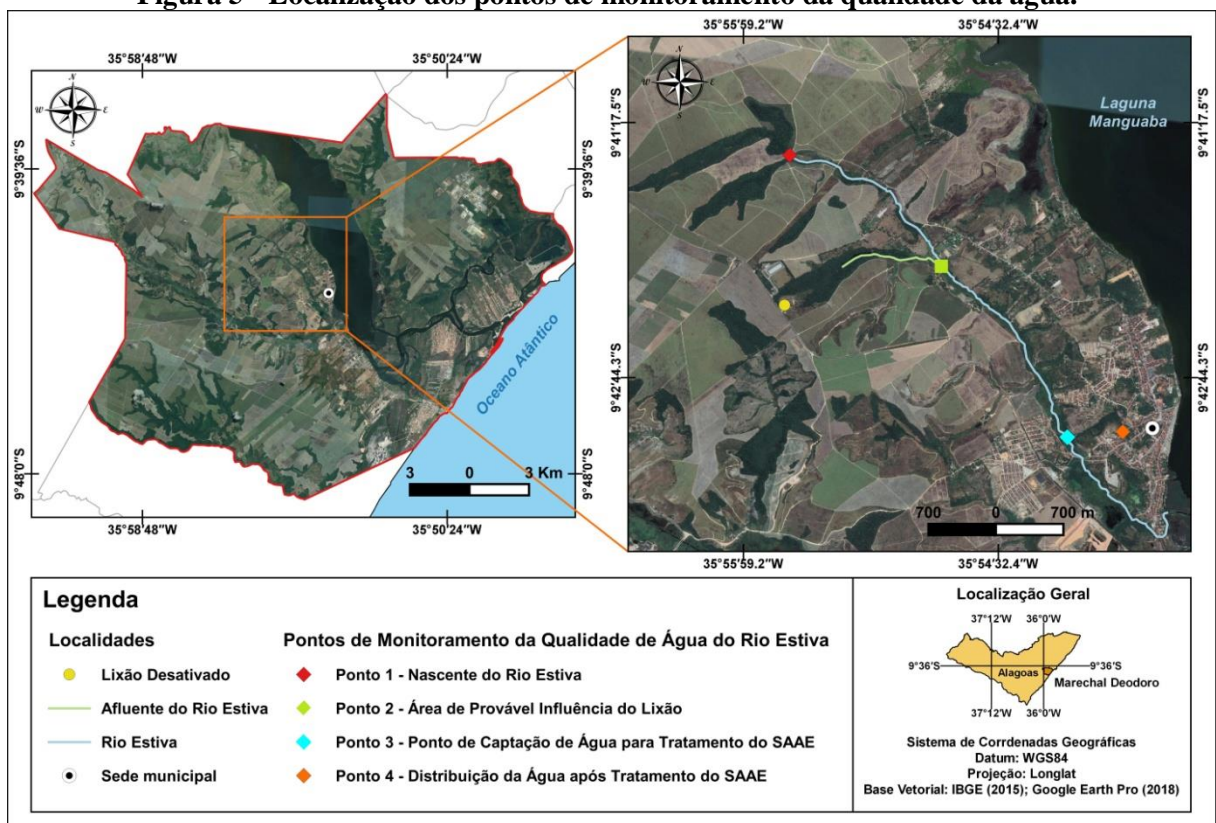 Figura 3 - Localização dos pontos de monitoramento da qualidade da água.
35°58'48"W
35°50'24"W
N
W
E
S
9°39'36"S
9°39'36"S
Oceano Atântico
3 0 3 Km
9°48'0"S
9°48'0"S
35°58'48"W
35°50'24"W
35°55'59.2"W
35°54'32.4"W
N
W
E
S
Laguna
Manguaba
9°41'17.5"S
9°41'17.5"S
9°42'44.3"S
9°42'44.3"S
700 0 700 m
35°55'59.2"W
35°54'32.4"W
Legenda
Localidades
Lixão Desativado
Afluente do Rio Estiva
Rio Estiva
Sede municipal
Pontos de Monitoramento da Qualidade de Água do Rio Estiva
Ponto 1 - Nascente do Rio Estiva
Ponto 2 - Área de Provável Influência do Lixão
Ponto 3 - Ponto de Captação de Água para Tratamento do SAAE
Ponto 4 - Distribuição da Água após Tratamento do SAAE
Localização Geral
37°12'W 36°0'W
9°36'S
9°36'S
Alagoas
Marechal Deodoro
37°12'W 36°0'W
Sistema de Corrdenadas Geográficas
Datum: WGS84
Projeção: Longlat
Base Vetorial: IBGE (2015); Google Earth Pro (2018)